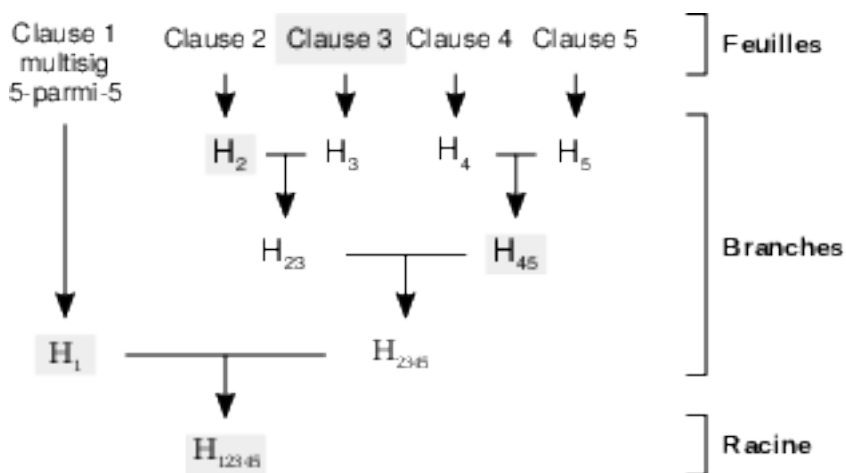 Clause 1
multisig
5-parmi-5
Clause 2
Clause 3
Clause 4
Clause 5
Feuilles
H₂
H₃
H₄
H₅
H₂₃
H₄₅
Branches
H₁
H₂₃₄₅
H₁₂₃₄₅
Racine